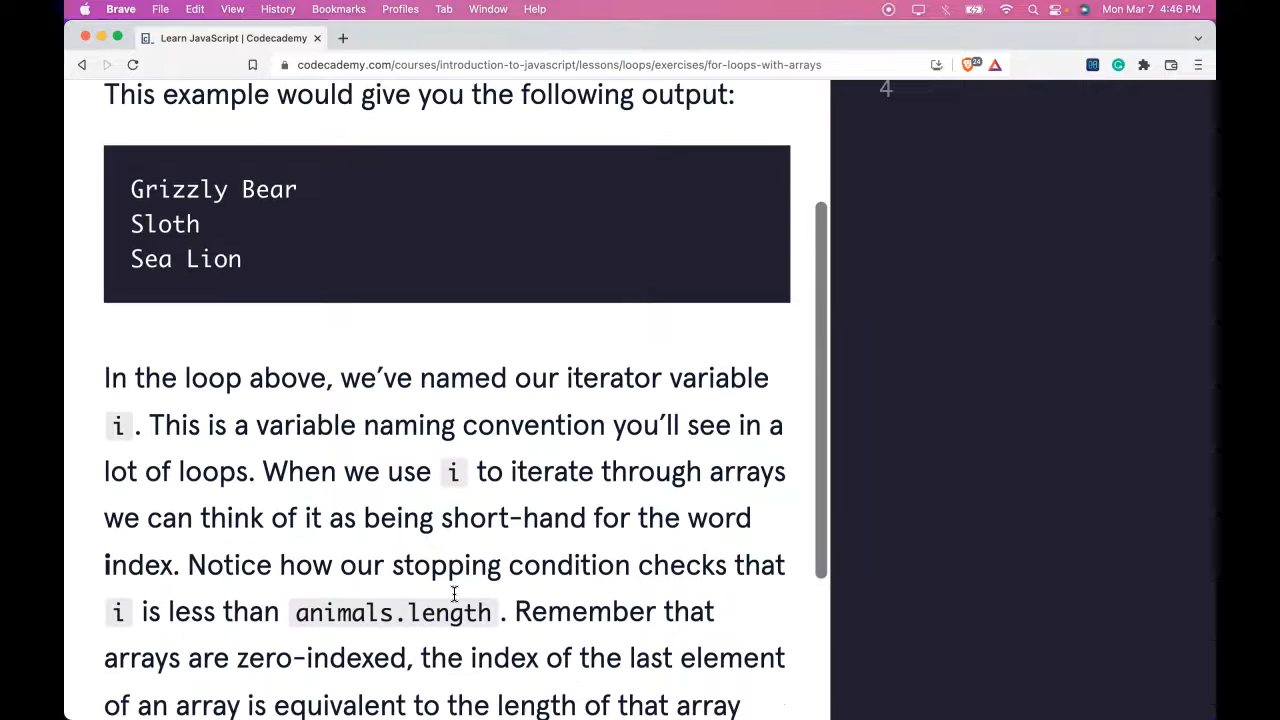 Brave File Edit View History Bookmarks Profiles Tab Window Help Mon Mar 7 4:46 PM
Learn JavaScript | Codecademy
codecademy.com/courses/introduction-to-javascript/lessons/loops/exercises/for-loops-with-arrays 24
This example would give you the following output:
4
Grizzly Bear
Sloth
Sea Lion
In the loop above, we’ve named our iterator variable
i. This is a variable naming convention you’ll see in a
lot of loops. When we use i to iterate through arrays
we can think of it as being short-hand for the word
index. Notice how our stopping condition checks that
i is less than animals.length. Remember that
arrays are zero-indexed, the index of the last element
of an array is equivalent to the length of that array